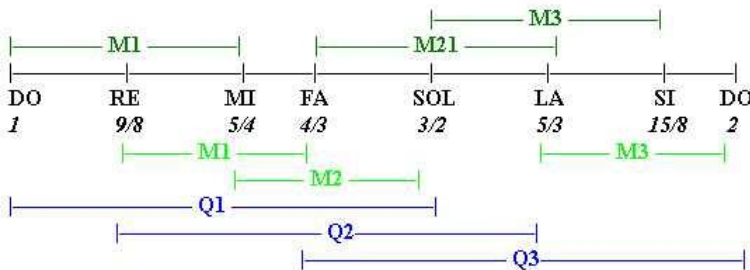 M3
M1 M21
DO RE MI FA SOL LA SI DO
1 9/8 5/4 4/3 3/2 5/3 15/8 2
M1 M3
M2
Q1
Q2
Q3